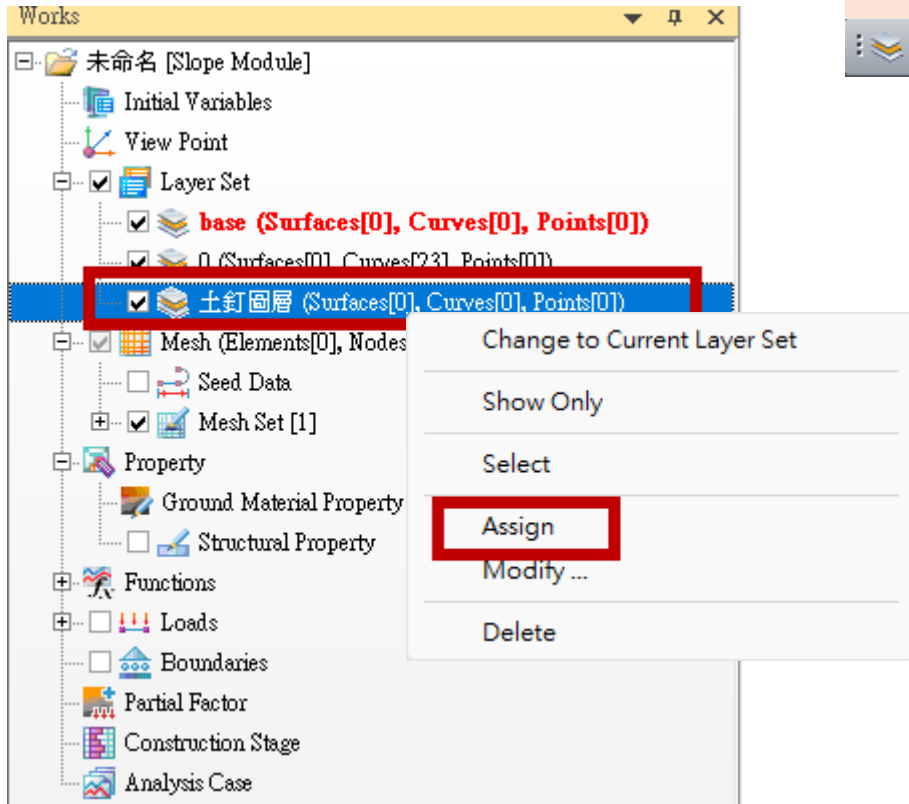 Works
未命名 [Slope Module]
Initial Variables
View Point
Layer Set
base (Surfaces[0], Curves[0], Points[0])
0 (Surfaces[0], Curves[23], Points[0])
土釘圖層 (Surfaces[0], Curves[0], Points[0])
Mesh (Elements[0], Nodes
Seed Data
Mesh Set [1]
Property
Ground Material Property
Structural Property
Functions
Loads
Boundaries
Partial Factor
Construction Stage
Analysis Case
Change to Current Layer Set
Show Only
Select
Assign
Modify ...
Delete